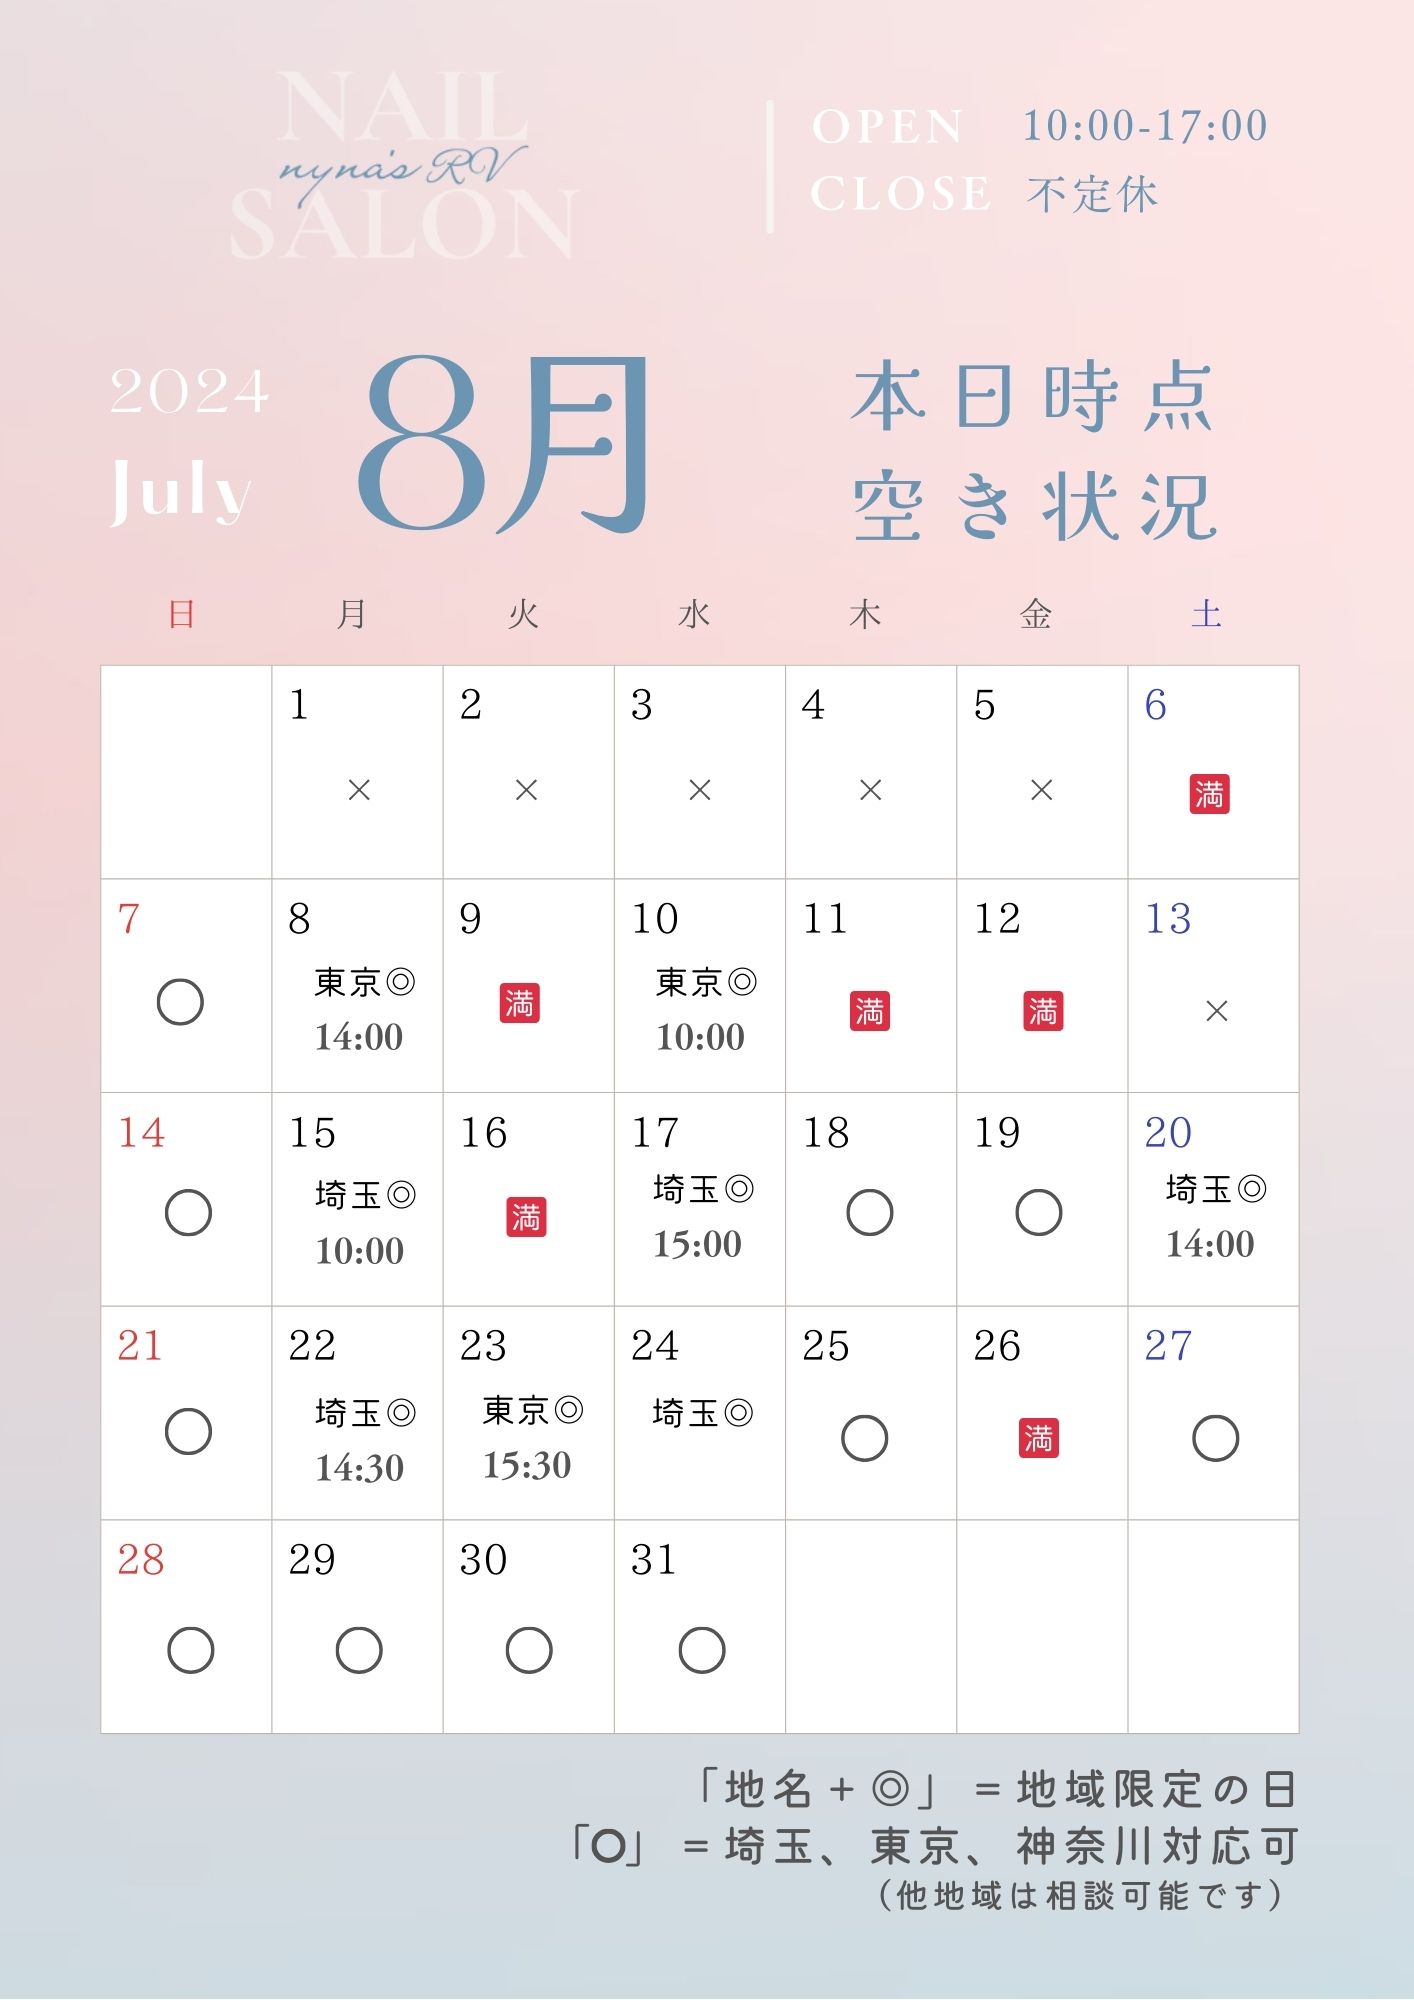 NAIL
nyna's RV
SALON
OPEN 10:00-17:00
CLOSE 不定休
2024
July
8月
本日時点
空き状況
日 月 火 水 木 金 土
1 2 3 4 5 6
× × × × × 満
7 8 9 10 11 12 13
○ 東京◎ 満 東京◎ 満 満 ×
14:00 10:00
14 15 16 17 18 19 20
○ 埼玉◎ 満 埼玉◎ ○ ○ 埼玉◎
10:00 15:00 14:00
21 22 23 24 25 26 27
○ 埼玉◎ 東京◎ 埼玉◎ ○ 満 ○
14:30 15:30
28 29 30 31
○ ○ ○ ○
「地名+◎」=地域限定の日
「○」=埼玉、東京、神奈川対応可
(他地域は相談可能です)